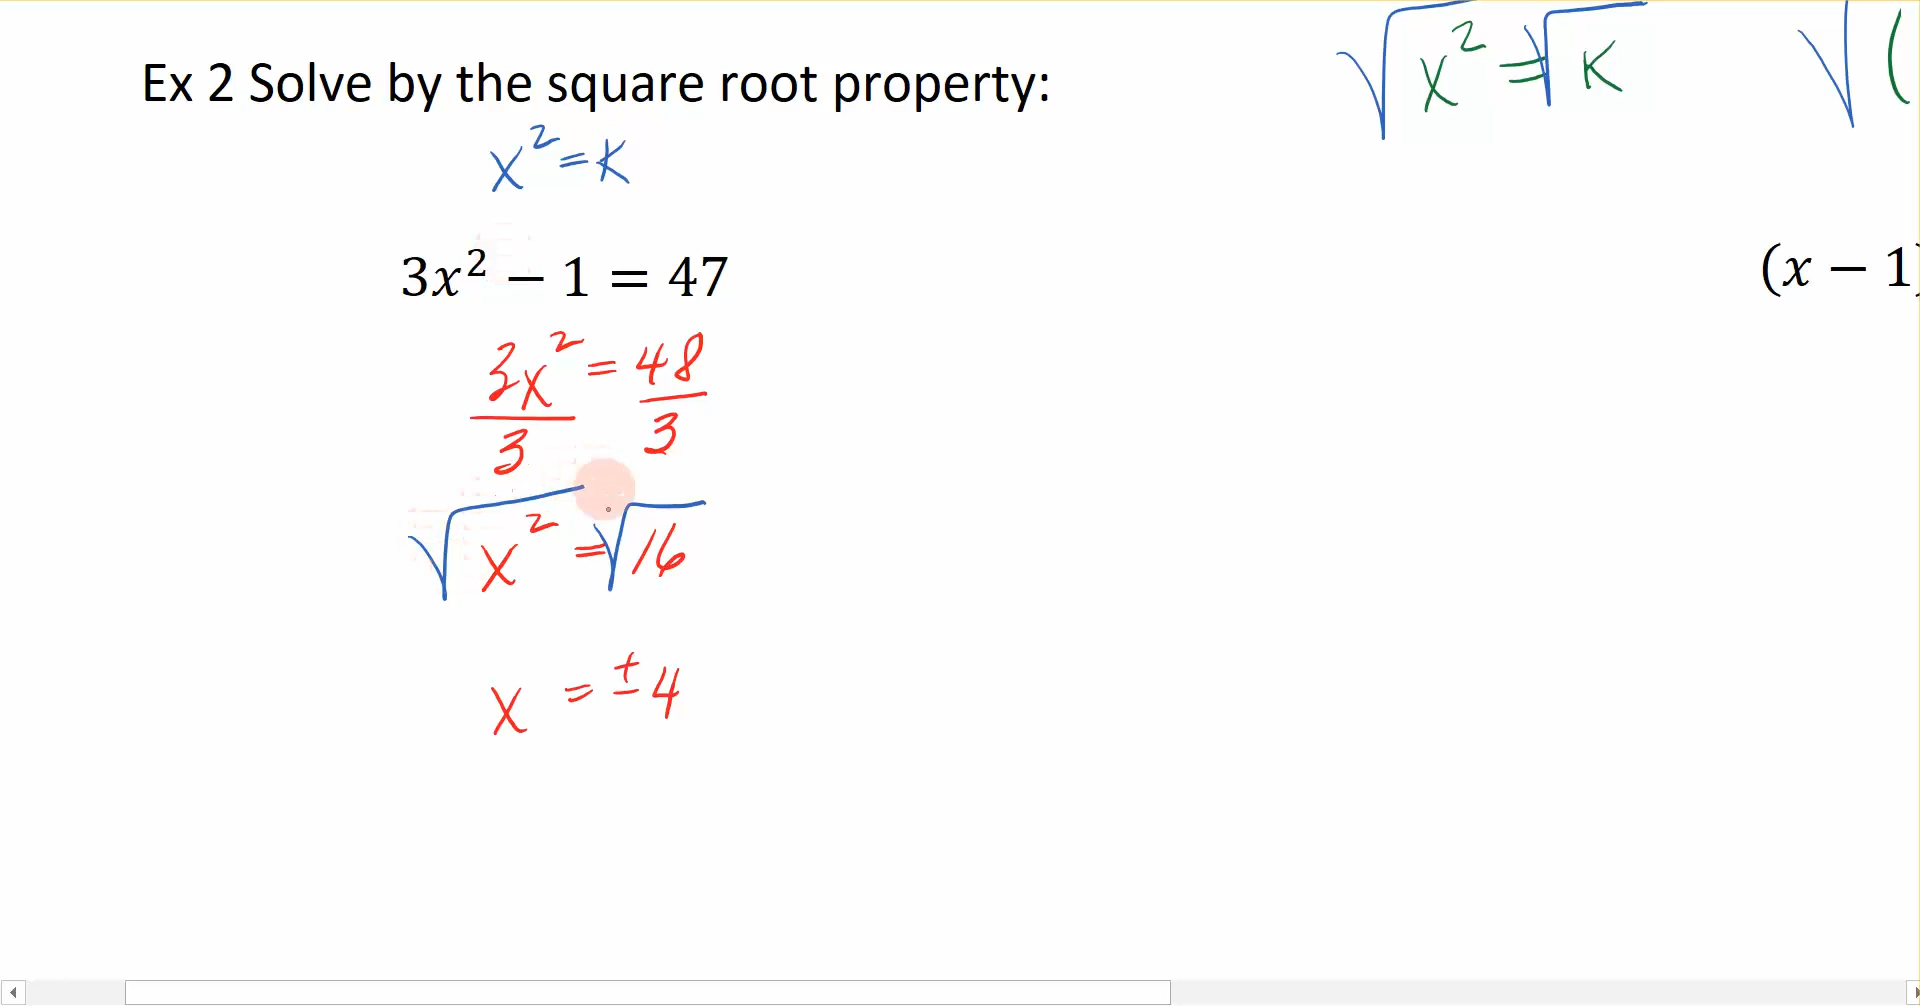 √x² = √K √(
Ex 2 Solve by the square root property:
x² = K
3x² − 1 = 47 (x − 1)
3x² = 48
3 3
√x² = √16
x = ± 4